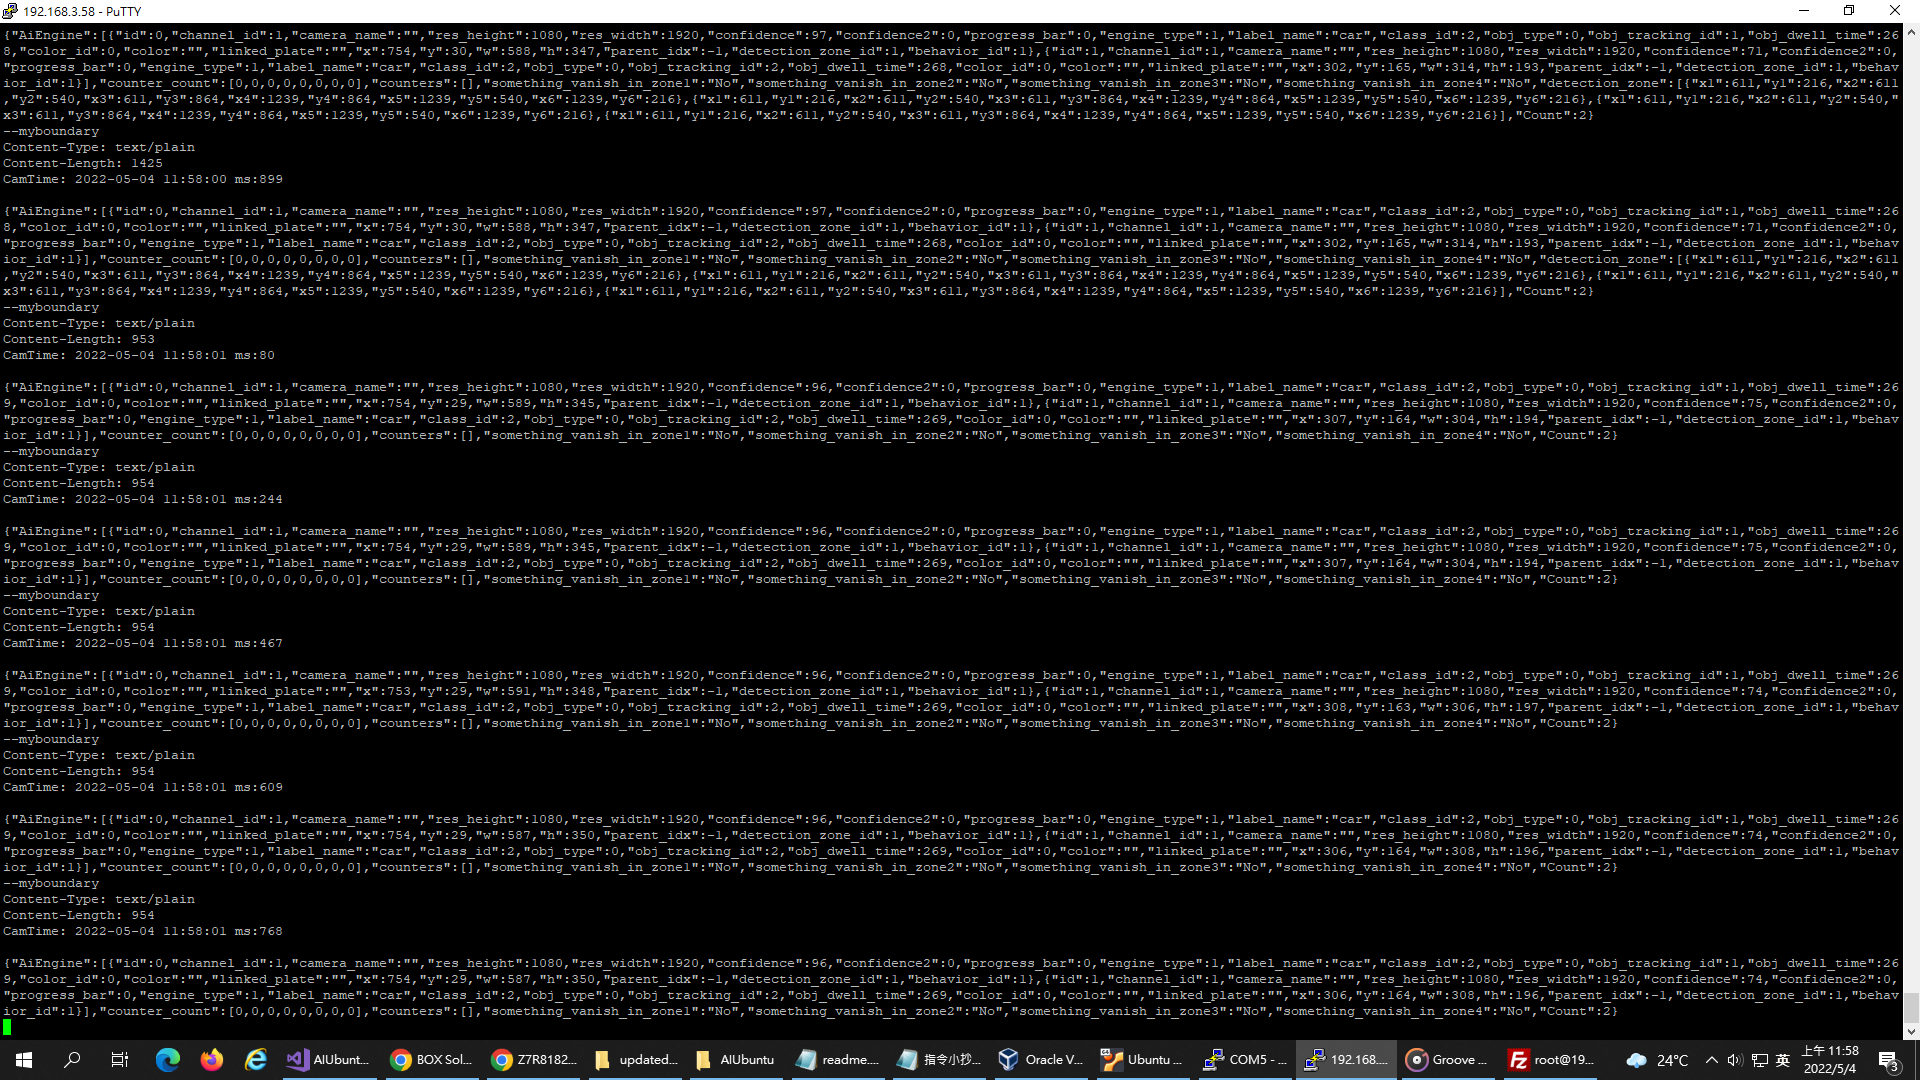 192.168.3.58 - PuTTY
{"AiEngine":[{"id":0,"channel_id":1,"camera_name":"","res_height":1080,"res_width":1920,"confidence":97,"confidence2":0,"progress_bar":0,"engine_type":1,"label_name":"car","class_id":2,"obj_type":0,"obj_tracking_id":1,"obj_dwell_time":26
8,"color_id":0,"color":"","linked_plate":"","x":754,"y":30,"w":588,"h":347,"parent_idx":-1,"detection_zone_id":1,"behavior_id":1},{"id":1,"channel_id":1,"camera_name":"","res_height":1080,"res_width":1920,"confidence":71,"confidence2":0,
"progress_bar":0,"engine_type":1,"label_name":"car","class_id":2,"obj_type":0,"obj_tracking_id":2,"obj_dwell_time":268,"color_id":0,"color":"","linked_plate":"","x":302,"y":165,"w":314,"h":193,"parent_idx":-1,"detection_zone_id":1,"behav
ior_id":1}],"counter_count":[0,0,0,0,0,0,0,0],"counters":[],"something_vanish_in_zone1":"No","something_vanish_in_zone2":"No","something_vanish_in_zone3":"No","something_vanish_in_zone4":"No","detection_zone":[{"x1":611,"y1":216,"x2":611
,"y2":540,"x3":611,"y3":864,"x4":1239,"y4":864,"x5":1239,"y5":540,"x6":1239,"y6":216},{"x1":611,"y1":216,"x2":611,"y2":540,"x3":611,"y3":864,"x4":1239,"y4":864,"x5":1239,"y5":540,"x6":1239,"y6":216},{"x1":611,"y1":216,"x2":611,"y2":540,"
x3":611,"y3":864,"x4":1239,"y4":864,"x5":1239,"y5":540,"x6":1239,"y6":216},{"x1":611,"y1":216,"x2":611,"y2":540,"x3":611,"y3":864,"x4":1239,"y4":864,"x5":1239,"y5":540,"x6":1239,"y6":216}],"Count":2}
--myboundary
Content-Type: text/plain
Content-Length: 1425
CamTime: 2022-05-04 11:58:00 ms:899
{"AiEngine":[{"id":0,"channel_id":1,"camera_name":"","res_height":1080,"res_width":1920,"confidence":97,"confidence2":0,"progress_bar":0,"engine_type":1,"label_name":"car","class_id":2,"obj_type":0,"obj_tracking_id":1,"obj_dwell_time":26
8,"color_id":0,"color":"","linked_plate":"","x":754,"y":30,"w":588,"h":347,"parent_idx":-1,"detection_zone_id":1,"behavior_id":1},{"id":1,"channel_id":1,"camera_name":"","res_height":1080,"res_width":1920,"confidence":71,"confidence2":0,
"progress_bar":0,"engine_type":1,"label_name":"car","class_id":2,"obj_type":0,"obj_tracking_id":2,"obj_dwell_time":268,"color_id":0,"color":"","linked_plate":"","x":302,"y":165,"w":314,"h":193,"parent_idx":-1,"detection_zone_id":1,"behav
ior_id":1}],"counter_count":[0,0,0,0,0,0,0,0],"counters":[],"something_vanish_in_zone1":"No","something_vanish_in_zone2":"No","something_vanish_in_zone3":"No","something_vanish_in_zone4":"No","detection_zone":[{"x1":611,"y1":216,"x2":611
,"y2":540,"x3":611,"y3":864,"x4":1239,"y4":864,"x5":1239,"y5":540,"x6":1239,"y6":216},{"x1":611,"y1":216,"x2":611,"y2":540,"x3":611,"y3":864,"x4":1239,"y4":864,"x5":1239,"y5":540,"x6":1239,"y6":216},{"x1":611,"y1":216,"x2":611,"y2":540,"
x3":611,"y3":864,"x4":1239,"y4":864,"x5":1239,"y5":540,"x6":1239,"y6":216},{"x1":611,"y1":216,"x2":611,"y2":540,"x3":611,"y3":864,"x4":1239,"y4":864,"x5":1239,"y5":540,"x6":1239,"y6":216}],"Count":2}
--myboundary
Content-Type: text/plain
Content-Length: 953
CamTime: 2022-05-04 11:58:01 ms:80
{"AiEngine":[{"id":0,"channel_id":1,"camera_name":"","res_height":1080,"res_width":1920,"confidence":96,"confidence2":0,"progress_bar":0,"engine_type":1,"label_name":"car","class_id":2,"obj_type":0,"obj_tracking_id":1,"obj_dwell_time":26
9,"color_id":0,"color":"","linked_plate":"","x":754,"y":29,"w":589,"h":345,"parent_idx":-1,"detection_zone_id":1,"behavior_id":1},{"id":1,"channel_id":1,"camera_name":"","res_height":1080,"res_width":1920,"confidence":75,"confidence2":0,
"progress_bar":0,"engine_type":1,"label_name":"car","class_id":2,"obj_type":0,"obj_tracking_id":2,"obj_dwell_time":269,"color_id":0,"color":"","linked_plate":"","x":307,"y":164,"w":304,"h":194,"parent_idx":-1,"detection_zone_id":1,"behav
ior_id":1}],"counter_count":[0,0,0,0,0,0,0,0],"counters":[],"something_vanish_in_zone1":"No","something_vanish_in_zone2":"No","something_vanish_in_zone3":"No","something_vanish_in_zone4":"No","Count":2}
--myboundary
Content-Type: text/plain
Content-Length: 954
CamTime: 2022-05-04 11:58:01 ms:244
{"AiEngine":[{"id":0,"channel_id":1,"camera_name":"","res_height":1080,"res_width":1920,"confidence":96,"confidence2":0,"progress_bar":0,"engine_type":1,"label_name":"car","class_id":2,"obj_type":0,"obj_tracking_id":1,"obj_dwell_time":26
9,"color_id":0,"color":"","linked_plate":"","x":754,"y":29,"w":589,"h":345,"parent_idx":-1,"detection_zone_id":1,"behavior_id":1},{"id":1,"channel_id":1,"camera_name":"","res_height":1080,"res_width":1920,"confidence":75,"confidence2":0,
"progress_bar":0,"engine_type":1,"label_name":"car","class_id":2,"obj_type":0,"obj_tracking_id":2,"obj_dwell_time":269,"color_id":0,"color":"","linked_plate":"","x":307,"y":164,"w":304,"h":194,"parent_idx":-1,"detection_zone_id":1,"behav
ior_id":1}],"counter_count":[0,0,0,0,0,0,0,0],"counters":[],"something_vanish_in_zone1":"No","something_vanish_in_zone2":"No","something_vanish_in_zone3":"No","something_vanish_in_zone4":"No","Count":2}
--myboundary
Content-Type: text/plain
Content-Length: 954
CamTime: 2022-05-04 11:58:01 ms:467
{"AiEngine":[{"id":0,"channel_id":1,"camera_name":"","res_height":1080,"res_width":1920,"confidence":96,"confidence2":0,"progress_bar":0,"engine_type":1,"label_name":"car","class_id":2,"obj_type":0,"obj_tracking_id":1,"obj_dwell_time":26
9,"color_id":0,"color":"","linked_plate":"","x":753,"y":29,"w":591,"h":348,"parent_idx":-1,"detection_zone_id":1,"behavior_id":1},{"id":1,"channel_id":1,"camera_name":"","res_height":1080,"res_width":1920,"confidence":74,"confidence2":0,
"progress_bar":0,"engine_type":1,"label_name":"car","class_id":2,"obj_type":0,"obj_tracking_id":2,"obj_dwell_time":269,"color_id":0,"color":"","linked_plate":"","x":308,"y":163,"w":306,"h":197,"parent_idx":-1,"detection_zone_id":1,"behav
ior_id":1}],"counter_count":[0,0,0,0,0,0,0,0],"counters":[],"something_vanish_in_zone1":"No","something_vanish_in_zone2":"No","something_vanish_in_zone3":"No","something_vanish_in_zone4":"No","Count":2}
--myboundary
Content-Type: text/plain
Content-Length: 954
CamTime: 2022-05-04 11:58:01 ms:609
{"AiEngine":[{"id":0,"channel_id":1,"camera_name":"","res_height":1080,"res_width":1920,"confidence":96,"confidence2":0,"progress_bar":0,"engine_type":1,"label_name":"car","class_id":2,"obj_type":0,"obj_tracking_id":1,"obj_dwell_time":26
9,"color_id":0,"color":"","linked_plate":"","x":754,"y":29,"w":587,"h":350,"parent_idx":-1,"detection_zone_id":1,"behavior_id":1},{"id":1,"channel_id":1,"camera_name":"","res_height":1080,"res_width":1920,"confidence":74,"confidence2":0,
"progress_bar":0,"engine_type":1,"label_name":"car","class_id":2,"obj_type":0,"obj_tracking_id":2,"obj_dwell_time":269,"color_id":0,"color":"","linked_plate":"","x":306,"y":164,"w":308,"h":196,"parent_idx":-1,"detection_zone_id":1,"behav
ior_id":1}],"counter_count":[0,0,0,0,0,0,0,0],"counters":[],"something_vanish_in_zone1":"No","something_vanish_in_zone2":"No","something_vanish_in_zone3":"No","something_vanish_in_zone4":"No","Count":2}
--myboundary
Content-Type: text/plain
Content-Length: 954
CamTime: 2022-05-04 11:58:01 ms:768
{"AiEngine":[{"id":0,"channel_id":1,"camera_name":"","res_height":1080,"res_width":1920,"confidence":96,"confidence2":0,"progress_bar":0,"engine_type":1,"label_name":"car","class_id":2,"obj_type":0,"obj_tracking_id":1,"obj_dwell_time":26
9,"color_id":0,"color":"","linked_plate":"","x":754,"y":29,"w":587,"h":350,"parent_idx":-1,"detection_zone_id":1,"behavior_id":1},{"id":1,"channel_id":1,"camera_name":"","res_height":1080,"res_width":1920,"confidence":74,"confidence2":0,
"progress_bar":0,"engine_type":1,"label_name":"car","class_id":2,"obj_type":0,"obj_tracking_id":2,"obj_dwell_time":269,"color_id":0,"color":"","linked_plate":"","x":306,"y":164,"w":308,"h":196,"parent_idx":-1,"detection_zone_id":1,"behav
ior_id":1}],"counter_count":[0,0,0,0,0,0,0,0],"counters":[],"something_vanish_in_zone1":"No","something_vanish_in_zone2":"No","something_vanish_in_zone3":"No","something_vanish_in_zone4":"No","Count":2}
AIUbunt... BOX Sol... Z7R8182... updated... AIUbuntu readme.... 指令小抄... Oracle V... Ubuntu ... COM5 - ... 192.168.... Groove ... root@19... 24°C 英 上午 11:58
2022/5/4 3